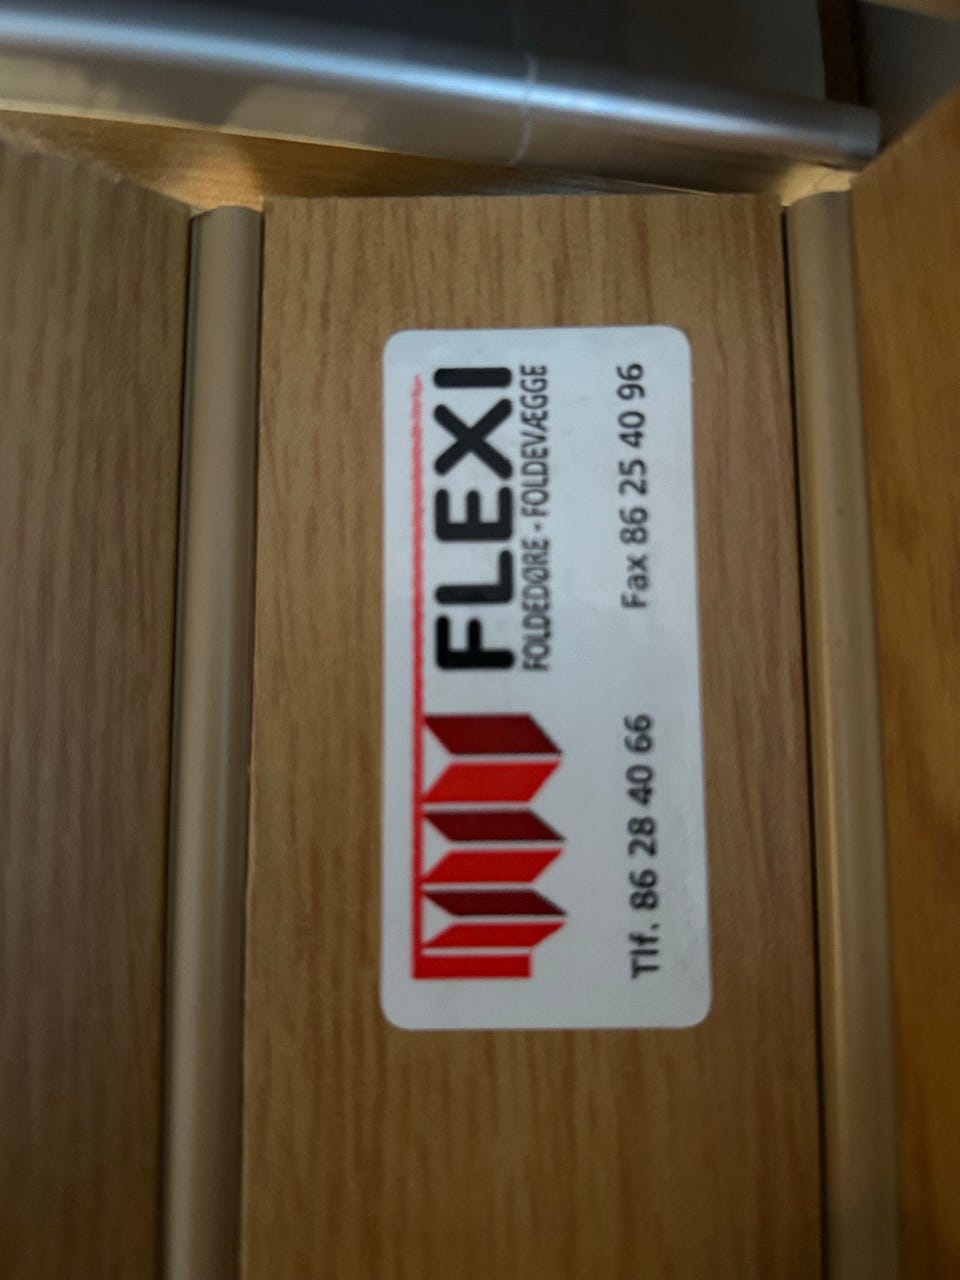 FLEXI
FOLDEDØRE - FOLDEVÆGGE
Tlf. 86 28 40 66 Fax 86 25 40 96